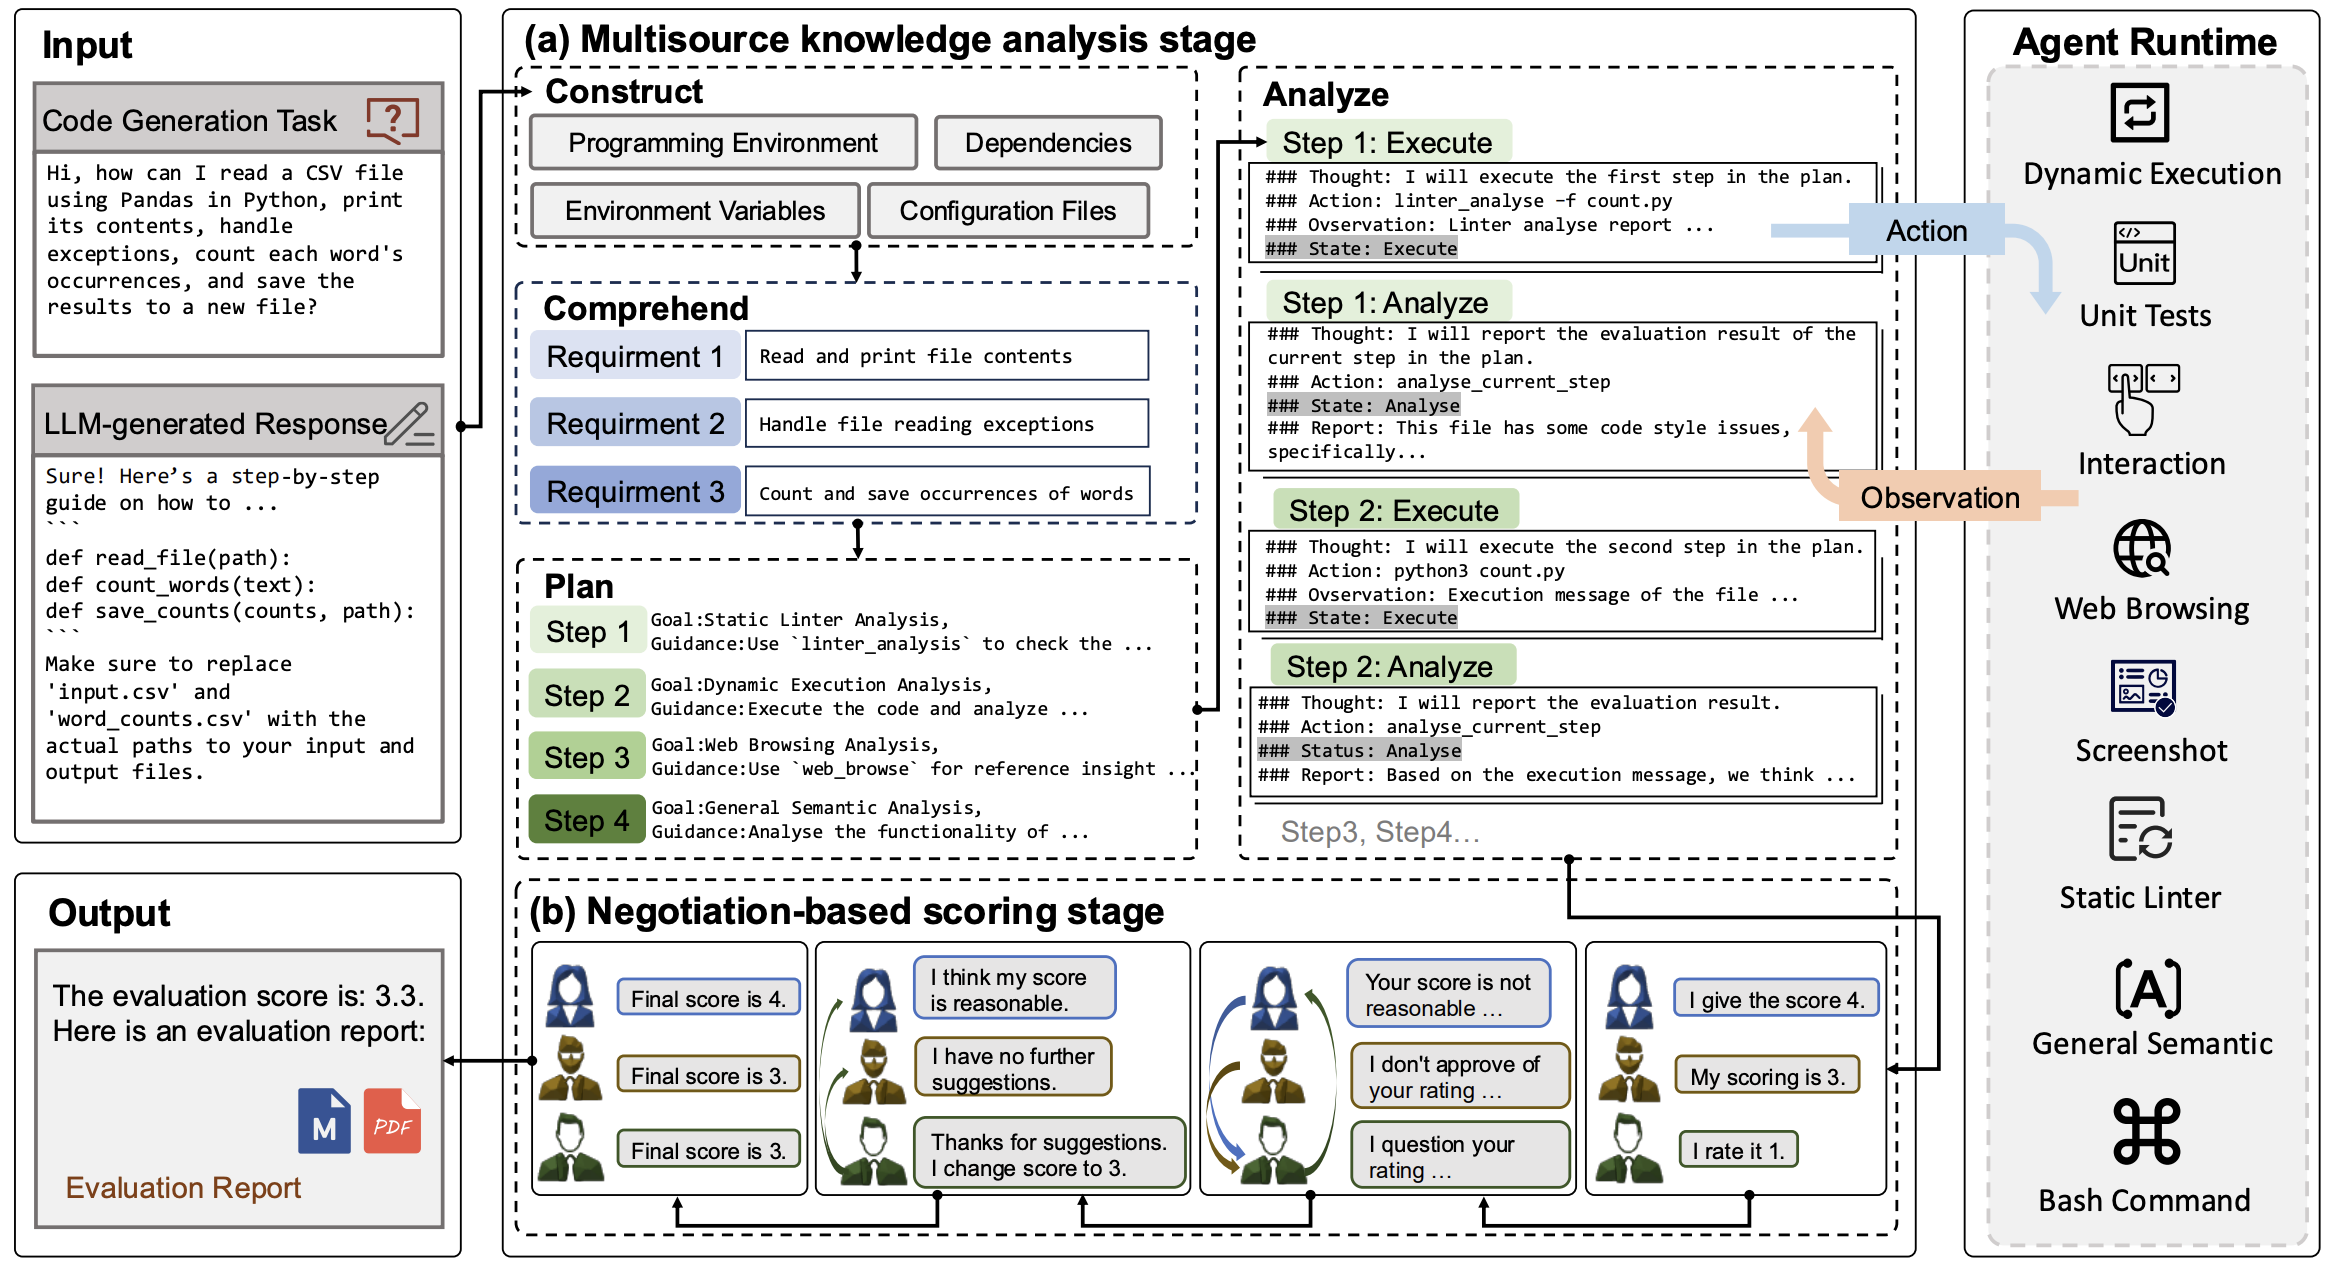 Input
Code Generation Task
?
Hi, how can I read a CSV file
using Pandas in Python, print
its contents, handle
exceptions, count each word's
occurrences, and save the
results to a new file?
LLM-generated Response
Sure! Here’s a step-by-step
guide on how to ...
```
def read_file(path):
def count_words(text):
def save_counts(counts, path):
```
Make sure to replace
'input.csv' and
'word_counts.csv' with the
actual paths to your input and
output files.
(a) Multisource knowledge analysis stage
Construct
Programming Environment
Dependencies
Environment Variables
Configuration Files
Comprehend
Requirment 1
Read and print file contents
Requirment 2
Handle file reading exceptions
Requirment 3
Count and save occurrences of words
Plan
Step 1
Goal:Static Linter Analysis,
Guidance:Use `linter_analysis` to check the ...
Step 2
Goal:Dynamic Execution Analysis,
Guidance:Execute the code and analyze ...
Step 3
Goal:Web Browsing Analysis,
Guidance:Use `web_browse` for reference insight ...
Step 4
Goal:General Semantic Analysis,
Guidance:Analyse the functionality of ...
Analyze
Step 1: Execute
### Thought: I will execute the first step in the plan.
### Action: linter_analyse –f count.py
### Ovservation: Linter analyse report ...
### State: Execute
Step 1: Analyze
### Thought: I will report the evaluation result of the
current step in the plan.
### Action: analyse_current_step
### State: Analyse
### Report: This file has some code style issues,
specifically...
Step 2: Execute
### Thought: I will execute the second step in the plan.
### Action: python3 count.py
### Ovservation: Execution message of the file ...
### State: Execute
Step 2: Analyze
### Thought: I will report the evaluation result.
### Action: analyse_current_step
### Status: Analyse
### Report: Based on the execution message, we think ...
Step3, Step4...
Action
Observation
Agent Runtime
Dynamic Execution
</>
Unit
Unit Tests
Interaction
Web Browsing
Screenshot
Static Linter
[A]
General Semantic
Bash Command
(b) Negotiation-based scoring stage
Final score is 4.
Final score is 3.
Final score is 3.
I think my score
is reasonable.
I have no further
suggestions.
Thanks for suggestions.
I change score to 3.
Your score is not
reasonable ...
I don't approve of
your rating ...
I question your
rating ...
I give the score 4.
My scoring is 3.
I rate it 1.
Output
The evaluation score is: 3.3.
Here is an evaluation report:
M
PDF
Evaluation Report